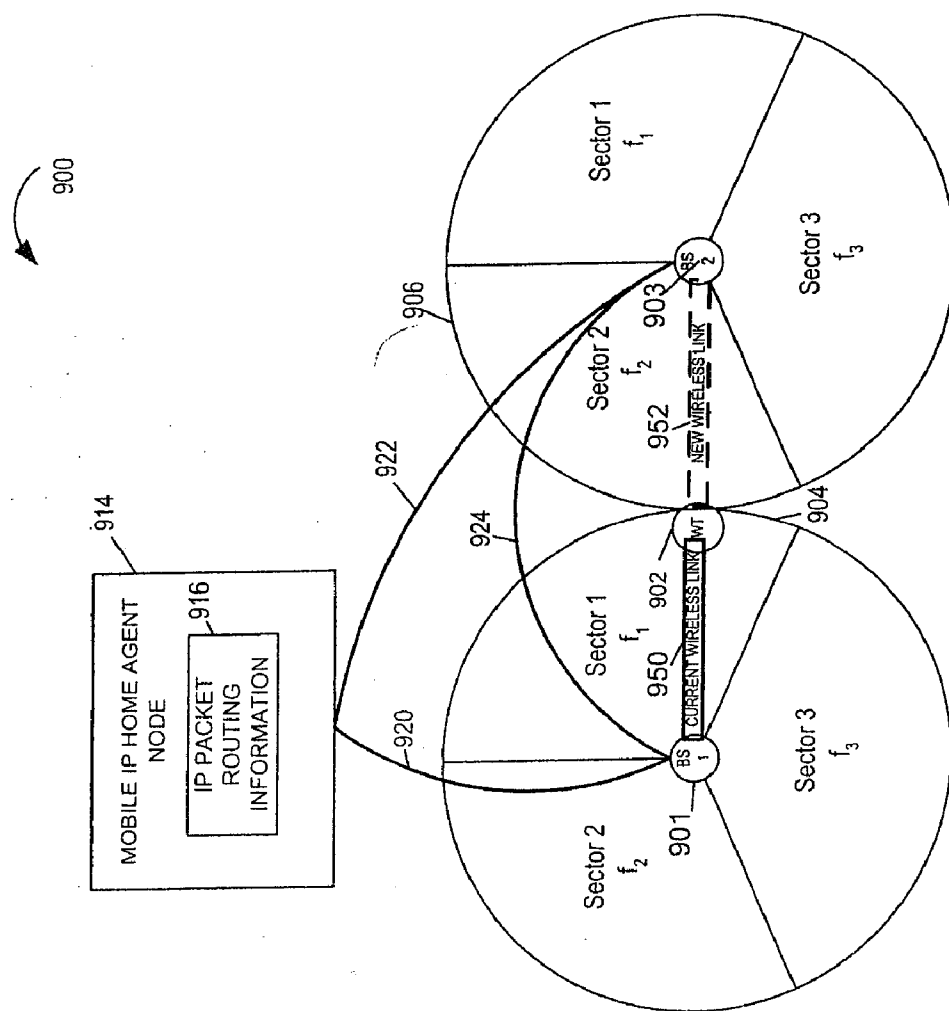 900
914
MOBILE IP HOME AGENT
NODE
916
IP PACKET
ROUTING
INFORMATION
906
922
924
920
Sector 2
f2
Sector 1
f1
Sector 2
f2
Sector 1
f1
BS
1
901
950
CURRENT WIRELESS LINK
902
WT
904
952
NEW WIRELESS LINK
903
BS
2
Sector 3
f3
Sector 3
f3